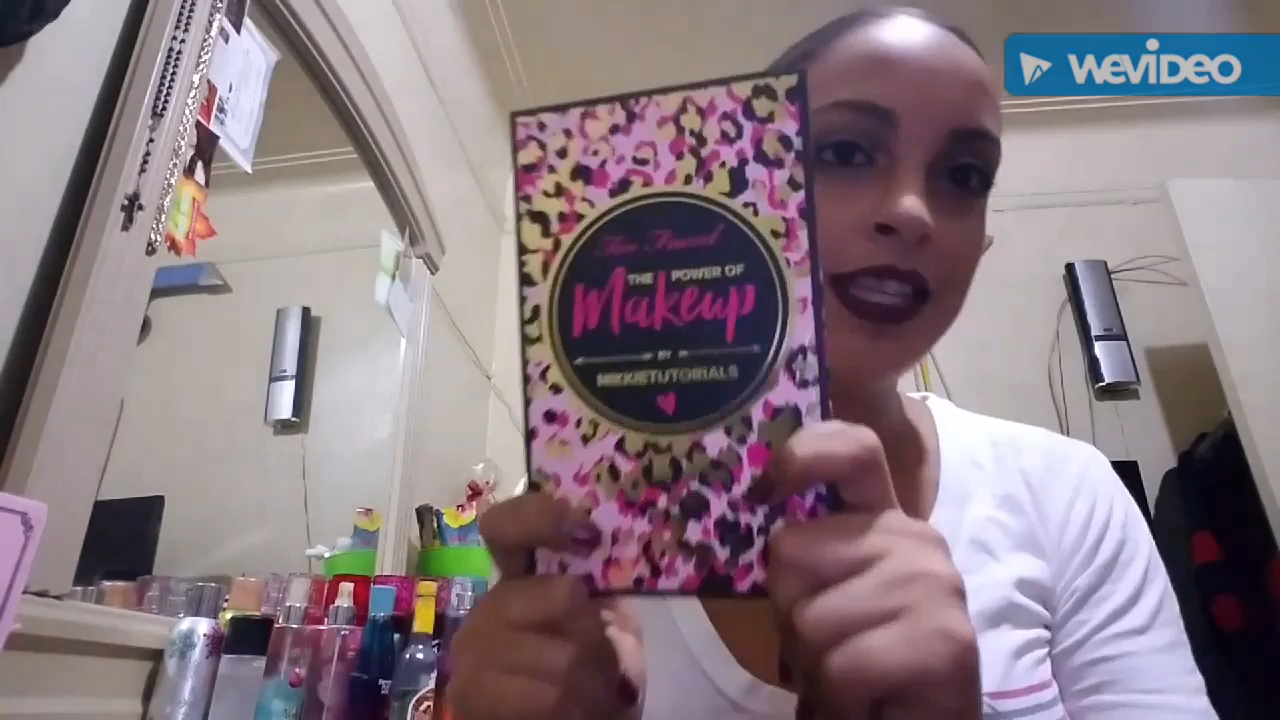 WEVIDEO
Too Faced
THE POWER OF
Makeup
BY
NIKKIETUTORIALS